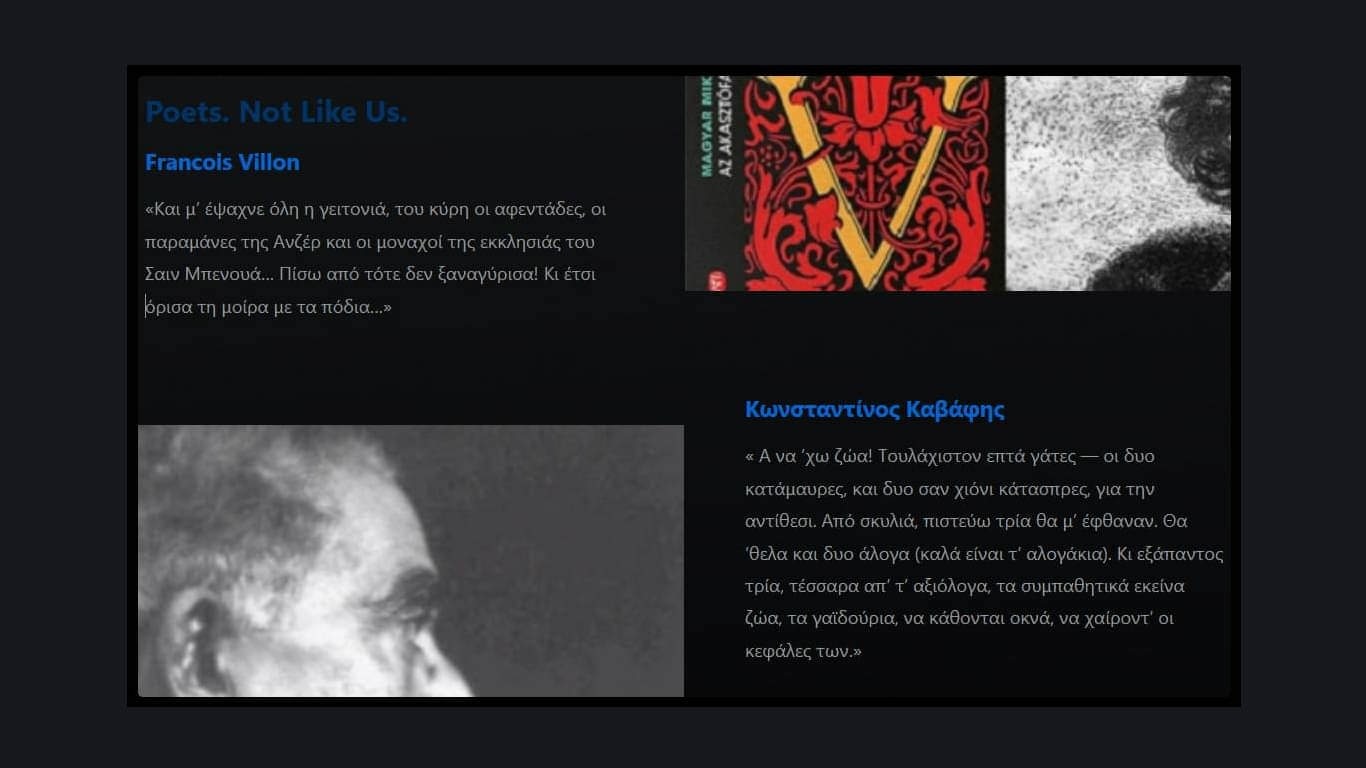 Poets. Not Like Us.
Francois Villon
«Και μ’ έψαχνε όλη η γειτονιά, του κύρη οι αφεντάδες, οι
παραμάνες της Ανζέρ και οι μοναχοί της εκκλησιάς του
Σαιν Μπενουά... Πίσω από τότε δεν ξαναγύρισα! Κι έτσι
όρισα τη μοίρα με τα πόδια...»
MAGYAR MIK
AZ AKASZTÓFA
Κωνσταντίνος Καβάφης
« Α να ‘χω ζώα! Τουλάχιστον επτά γάτες — οι δυο
κατάμαυρες, και δυο σαν χιόνι κάτασπρες, για την
αντίθεσι. Από σκυλιά, πιστεύω τρία θα μ’ έφθαναν. Θα
‘θελα και δυο άλογα (καλά είναι τ’ αλογάκια). Κι εξάπαντος
τρία, τέσσαρα απ’ τ’ αξιόλογα, τα συμπαθητικά εκείνα
ζώα, τα γαϊδούρια, να κάθονται οκνά, να χαίροντ’ οι
κεφάλες των.»